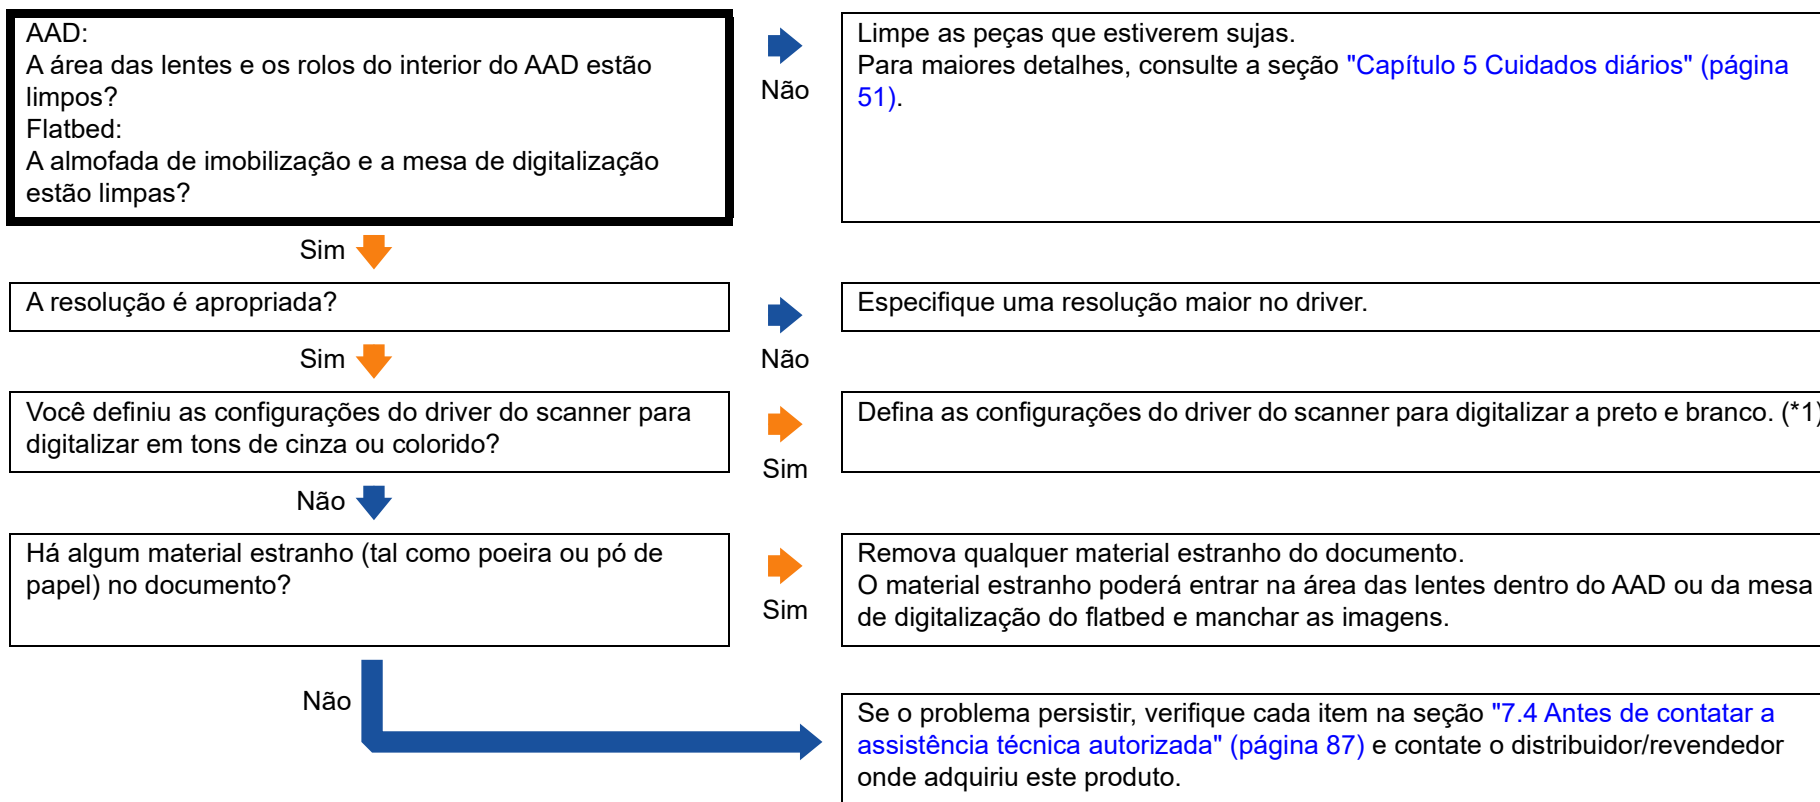 AAD:
A área das lentes e os rolos do interior do AAD estão
limpos?
Flatbed:
A almofada de imobilização e a mesa de digitalização
estão limpas?
Não
Limpe as peças que estiverem sujas.
Para maiores detalhes, consulte a seção "Capítulo 5 Cuidados diários" (página
51).
Sim
A resolução é apropriada?
Não
Especifique uma resolução maior no driver.
Sim
Você definiu as configurações do driver do scanner para
digitalizar em tons de cinza ou colorido?
Sim
Defina as configurações do driver do scanner para digitalizar a preto e branco. (*1)
Não
Há algum material estranho (tal como poeira ou pó de
papel) no documento?
Sim
Remova qualquer material estranho do documento.
O material estranho poderá entrar na área das lentes dentro do AAD ou da mesa
de digitalização do flatbed e manchar as imagens.
Não
Se o problema persistir, verifique cada item na seção "7.4 Antes de contatar a
assistência técnica autorizada" (página 87) e contate o distribuidor/revendedor
onde adquiriu este produto.